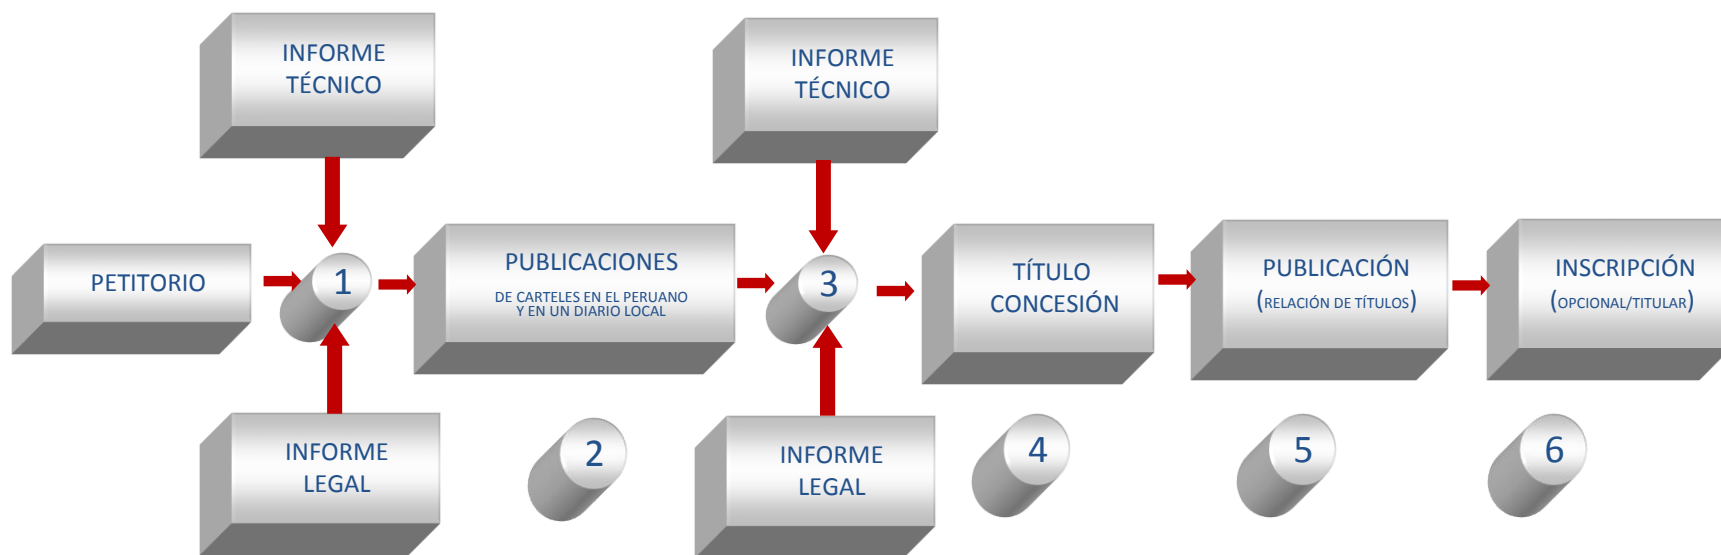 INFORME
TÉCNICO
INFORME
TÉCNICO
PETITORIO
1
PUBLICACIONES
DE CARTELES EN EL PERUANO
Y EN UN DIARIO LOCAL
3
TÍTULO
CONCESIÓN
PUBLICACIÓN
(RELACIÓN DE TÍTULOS)
INSCRIPCIÓN
(OPCIONAL/TITULAR)
INFORME
LEGAL
2
INFORME
LEGAL
4
5
6